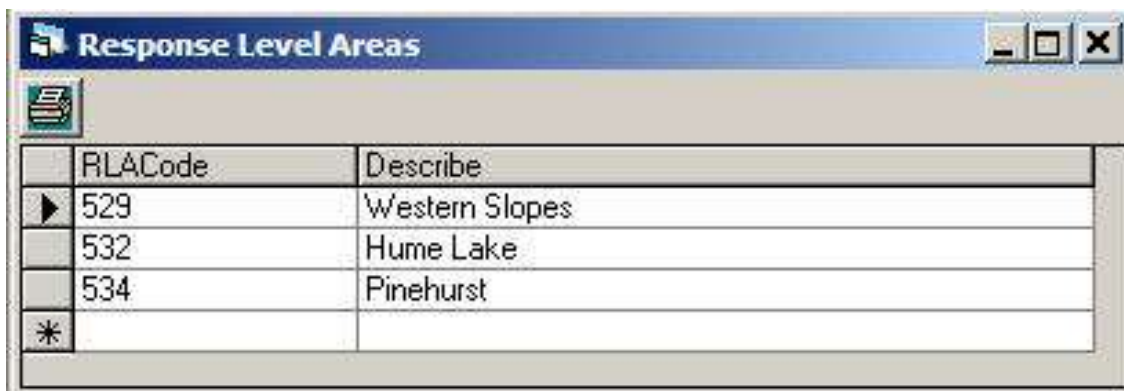 Response Level Areas
RLACode Describe
529 Western Slopes
532 Hume Lake
534 Pinehurst